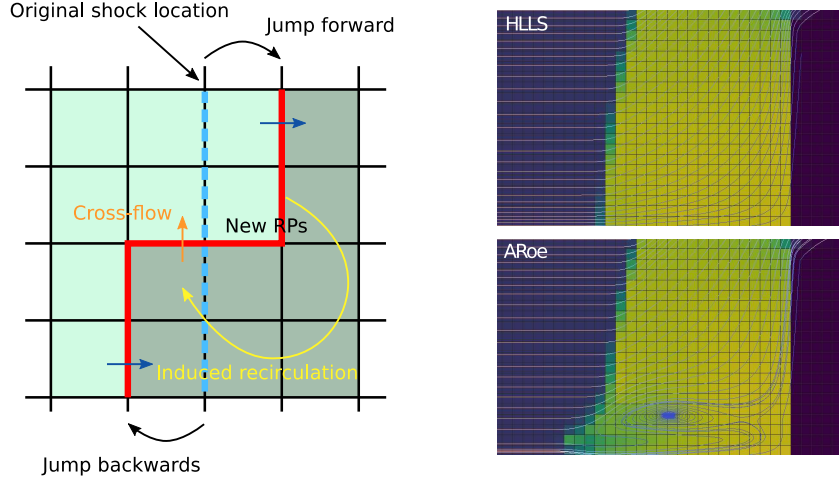 Original shock location
Jump forward
Cross-flow
New RPs
Induced recirculation
Jump backwards
HLLS
ARoe